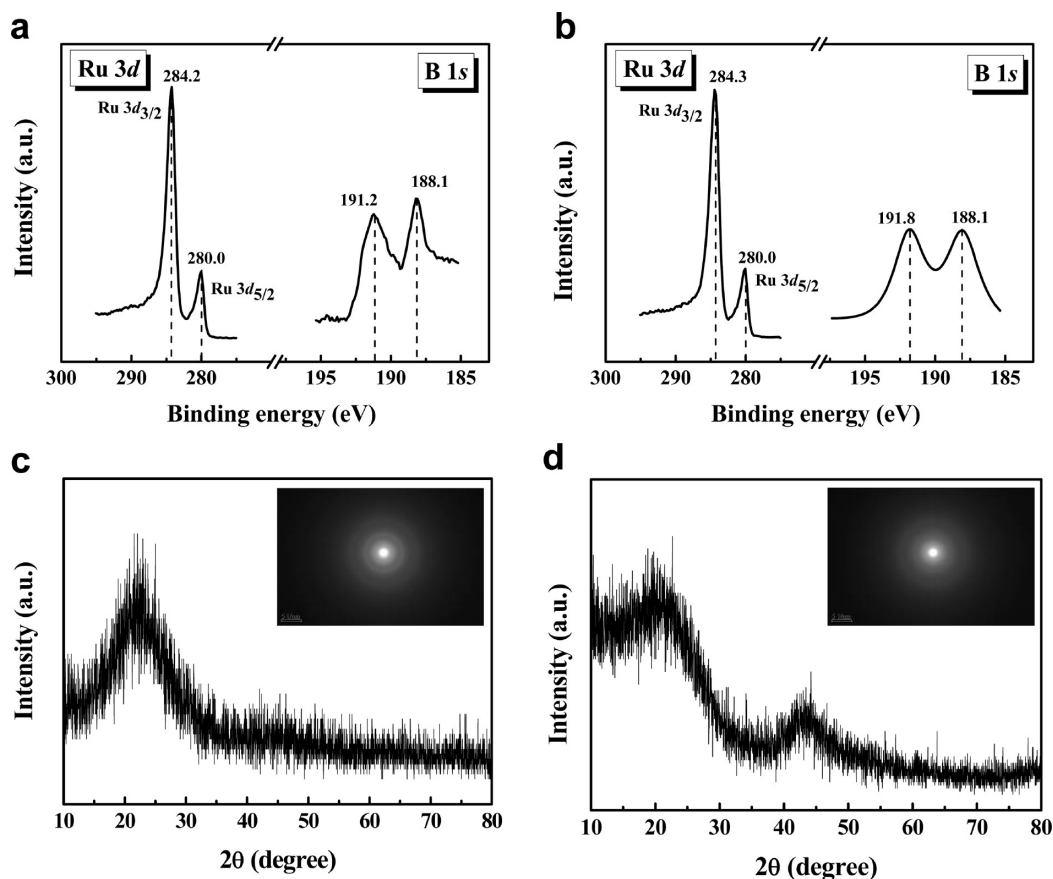 a
Ru 3d
B 1s
284.2
Ru 3d3/2
280.0
Ru 3d5/2
191.2
188.1
Intensity (a.u.)
300 290 280 195 190 185
Binding energy (eV)
b
Ru 3d
B 1s
284.3
Ru 3d3/2
280.0
Ru 3d5/2
191.8
188.1
Intensity (a.u.)
300 290 280 195 190 185
Binding energy (eV)
c
Intensity (a.u.)
10 20 30 40 50 60 70 80
2θ (degree)
d
Intensity (a.u.)
10 20 30 40 50 60 70 80
2θ (degree)